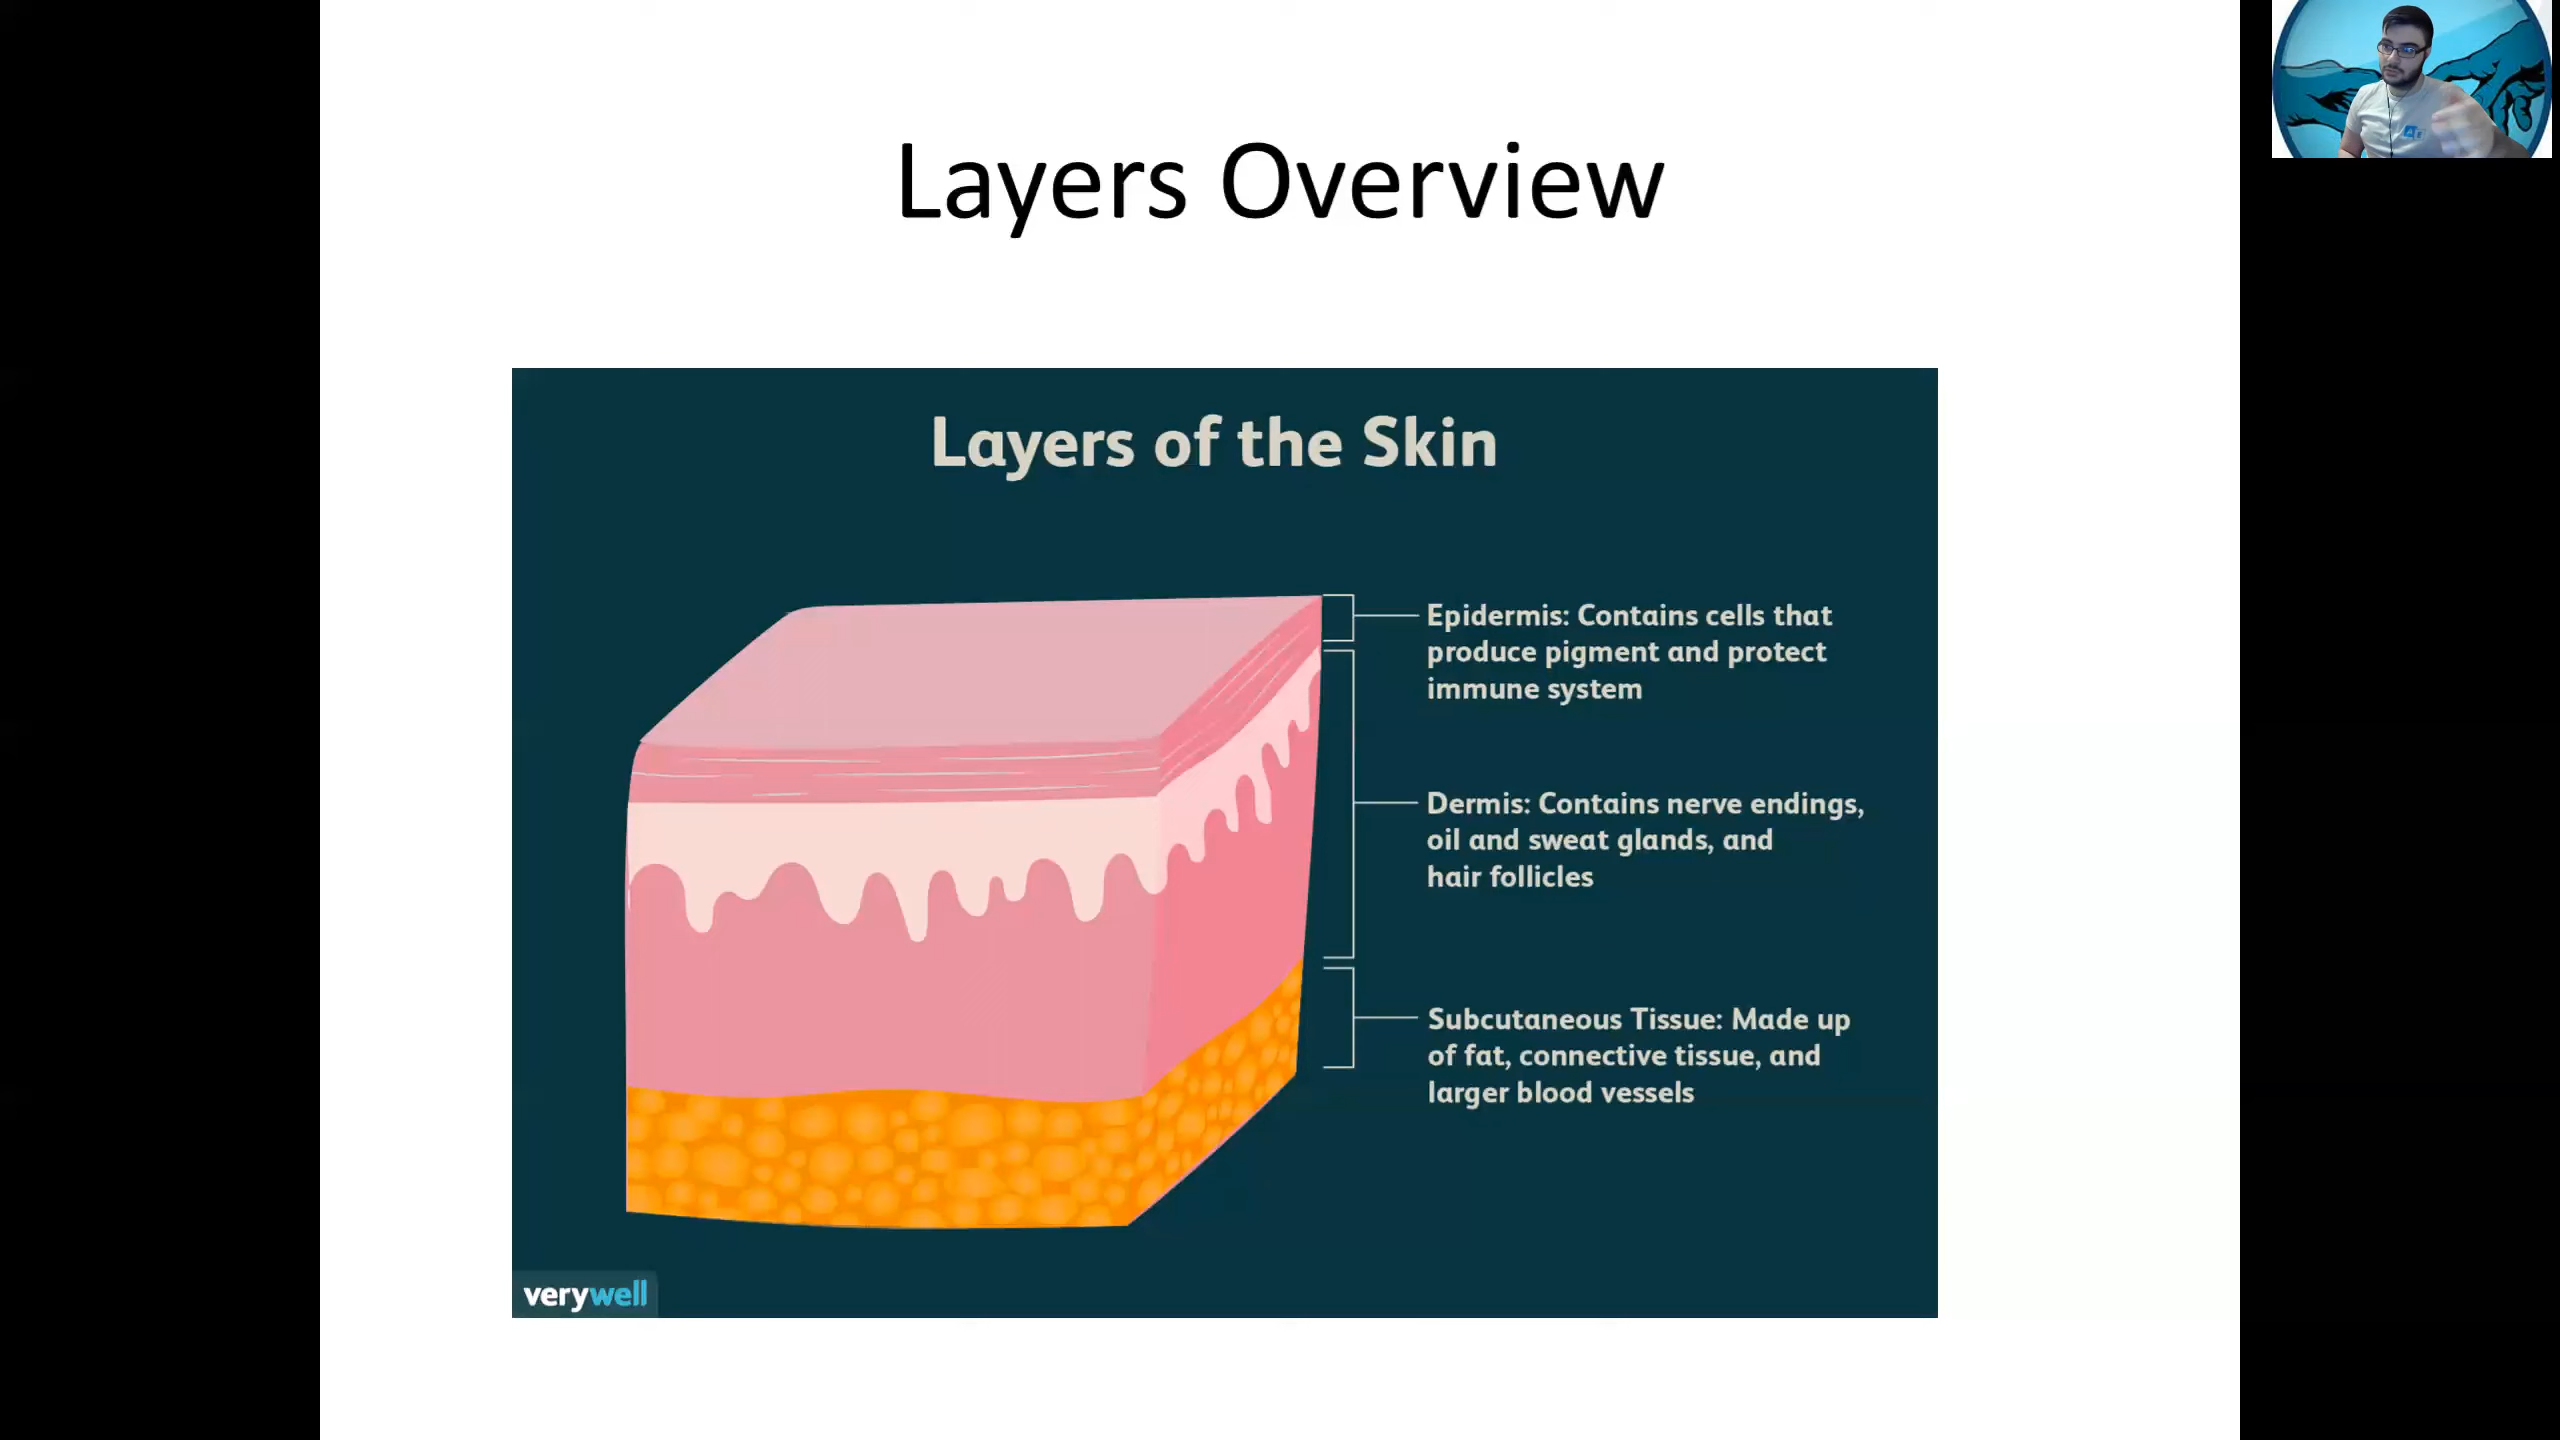 Layers Overview
Layers of the Skin
Epidermis: Contains cells that
produce pigment and protect
immune system
Dermis: Contains nerve endings,
oil and sweat glands, and
hair follicles
Subcutaneous Tissue: Made up
of fat, connective tissue, and
larger blood vessels
verywell